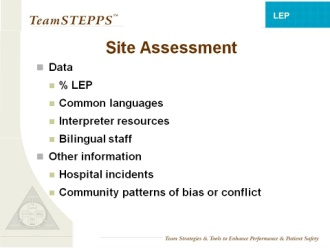 TeamSTEPPS™
LEP
Site Assessment
Data
% LEP
Common languages
Interpreter resources
Bilingual staff
Other information
Hospital incidents
Community patterns of bias or conflict
Team Strategies & Tools to Enhance Performance & Patient Safety